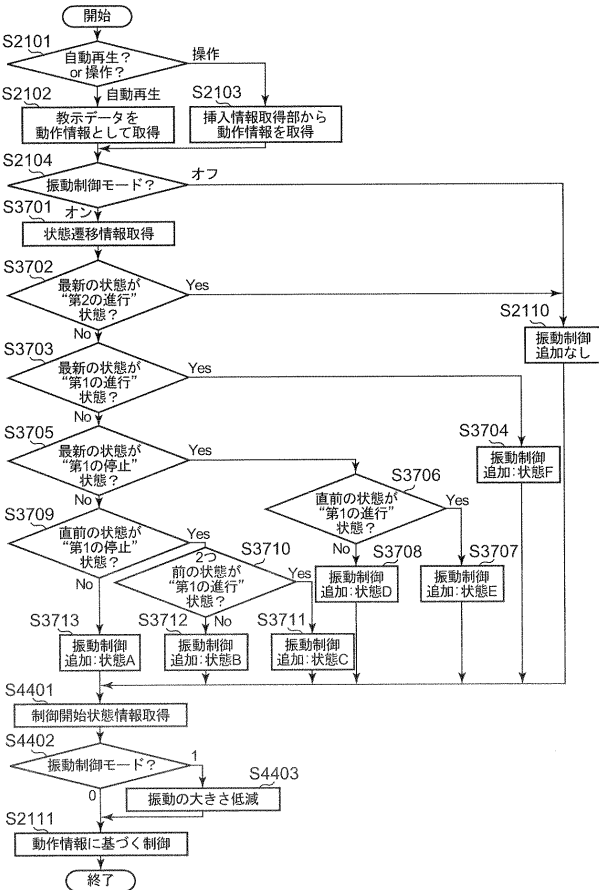 開始
S2101
自動再生？
or 操作？
操作
自動再生
S2102
教示データを
動作情報として取得
S2103
挿入情報取得部から
動作情報を取得
S2104
振動制御モード？
オフ
オン
S3701
状態遷移情報取得
S3702
最新の状態が
“第2の進行”
状態？
Yes
No
S2110
振動制御
追加なし
S3703
最新の状態が
“第1の進行”
状態？
Yes
No
S3704
振動制御
追加：状態F
S3705
最新の状態が
“第1の停止”
状態？
Yes
No
S3706
直前の状態が
“第1の進行”
状態？
Yes
No
S3709
直前の状態が
“第1の停止”
状態？
Yes
No
S3710
2つ
前の状態が
“第1の進行”
状態？
Yes
No
S3708
振動制御
追加：状態D
S3707
振動制御
追加：状態E
S3713
振動制御
追加：状態A
S3712
振動制御
追加：状態B
S3711
振動制御
追加：状態C
S4401
制御開始状態情報取得
S4402
振動制御モード？
1
0
S4403
振動の大きさ低減
S2111
動作情報に基づく制御
終了